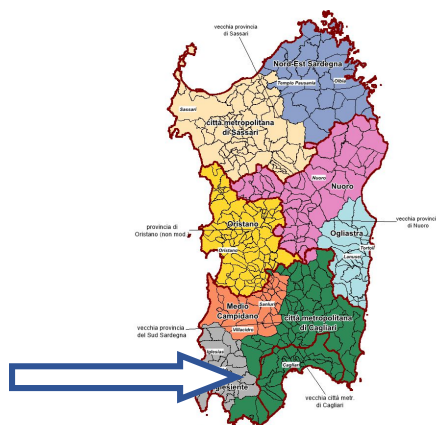 vecchia provincia
di Sassari
Nord-Est Sardegna
Tempio Pausania
Olbia
Sassari
città metropolitana
di Sassari
Nuoro
Nuoro
vecchia provinci
di Nuoro
Ogliastra
Tortolì
Lanusei
provincia di
Oristano (non mod.
Oristano
Oristano
Medio
Campidano
Sanluri
Villacidro
città metropolitana
di Cagliari
vecchia provincia
del Sud Sardegna
Iglesias
Cagliari
vecchia città metr.
di Cagliari